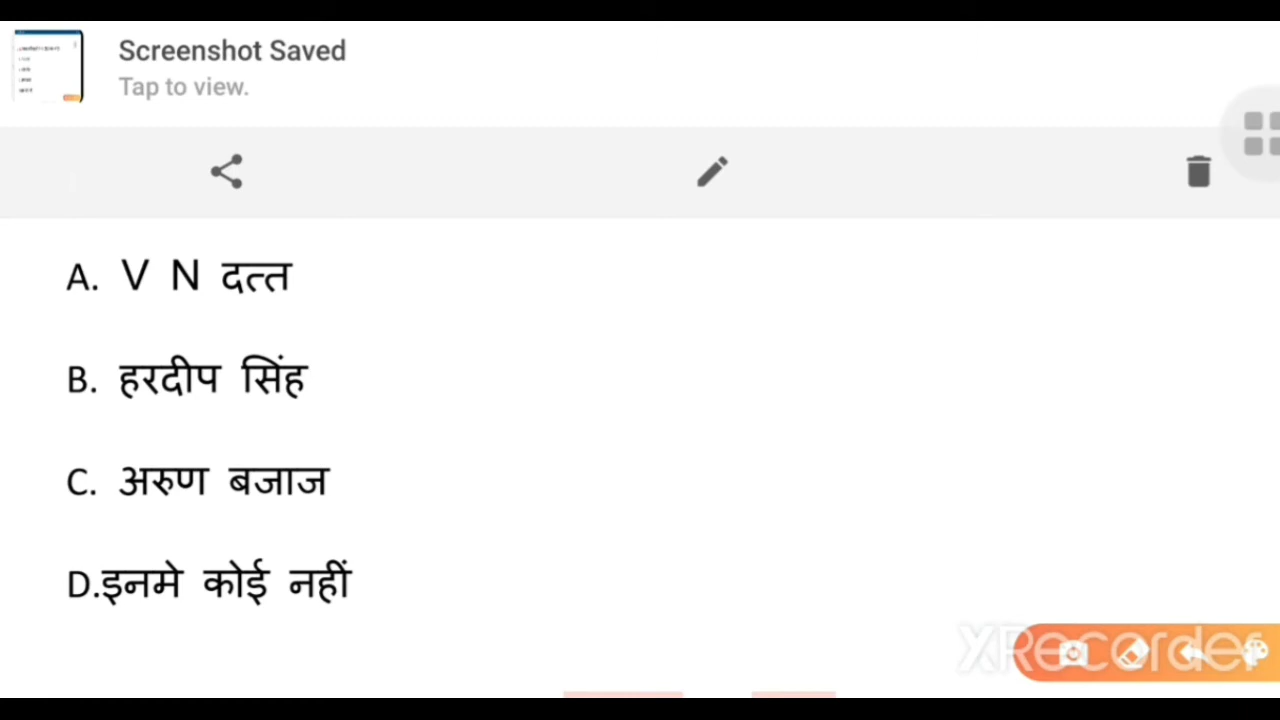 Screenshot Saved
Tap to view.
A. V N दत्त
B. हरदीप सिंह
C. अरुण बजाज
D.इनमे कोई नहीं
XRecorder